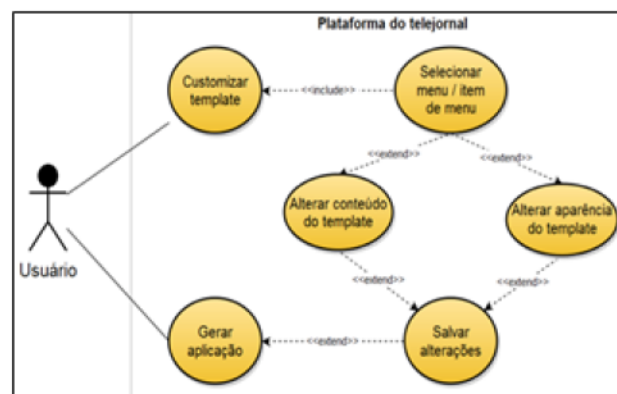 Plataforma do telejornal
Customizar
template
<<include>>
Selecionar
menu / item
de menu
<<extend>>
<<extend>>
Alterar conteúdo
do template
Alterar aparência
do template
Usuário
<<extend>>
<<extend>>
Gerar
aplicação
<<extend>>
Salvar
alterações